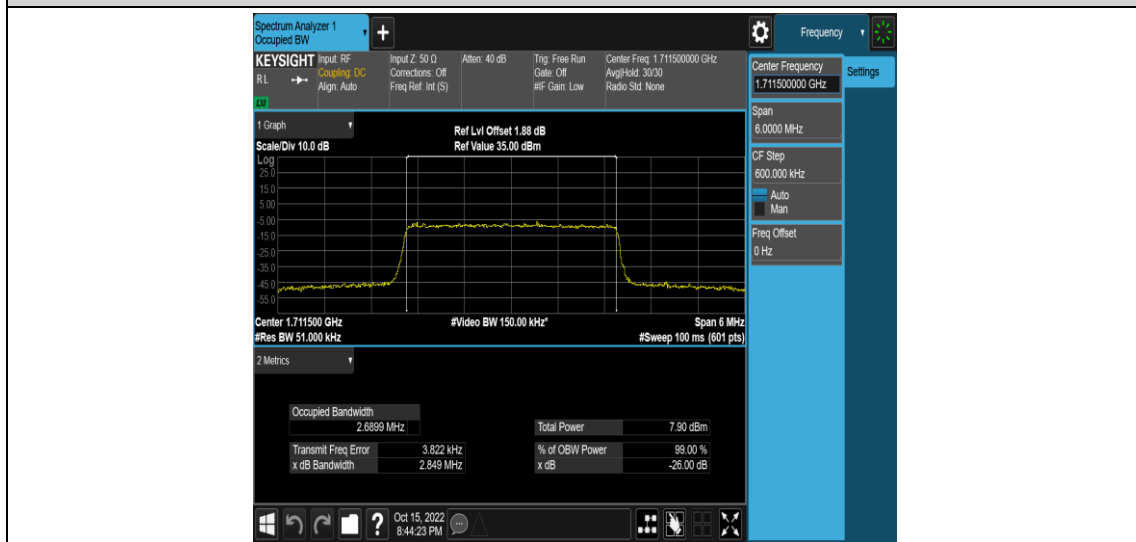 Spectrum Analyzer 1
Occupied BW
Frequency
KEYSIGHT
RL
LXI
Input: RF
Coupling: DC
Align: Auto
Input Z: 50 Ω
Corrections: Off
Freq Ref: Int (S)
Atten: 40 dB
Trig: Free Run
Gate: Off
#IF Gain: Low
Center Freq: 1.711500000 GHz
Avg|Hold: 30/30
Radio Std: None
Center Frequency
1.711500000 GHz
Settings
Span
6.0000 MHz
CF Step
600.000 kHz
Auto
Man
Freq Offset
0 Hz
1 Graph
Scale/Div 10.0 dB
Ref Lvl Offset 1.88 dB
Ref Value 35.00 dBm
Log
25.0
15.0
5.00
-5.00
-15.0
-25.0
-35.0
-45.0
-55.0
Center 1.711500 GHz
#Video BW 150.00 kHz*
Span 6 MHz
#Res BW 51.000 kHz
#Sweep 100 ms (601 pts)
2 Metrics
Occupied Bandwidth
2.6899 MHz
Total Power 7.90 dBm
Transmit Freq Error 3.822 kHz
% of OBW Power 99.00 %
x dB Bandwidth 2.849 MHz
x dB -26.00 dB
?
Oct 15, 2022
8:44:23 PM